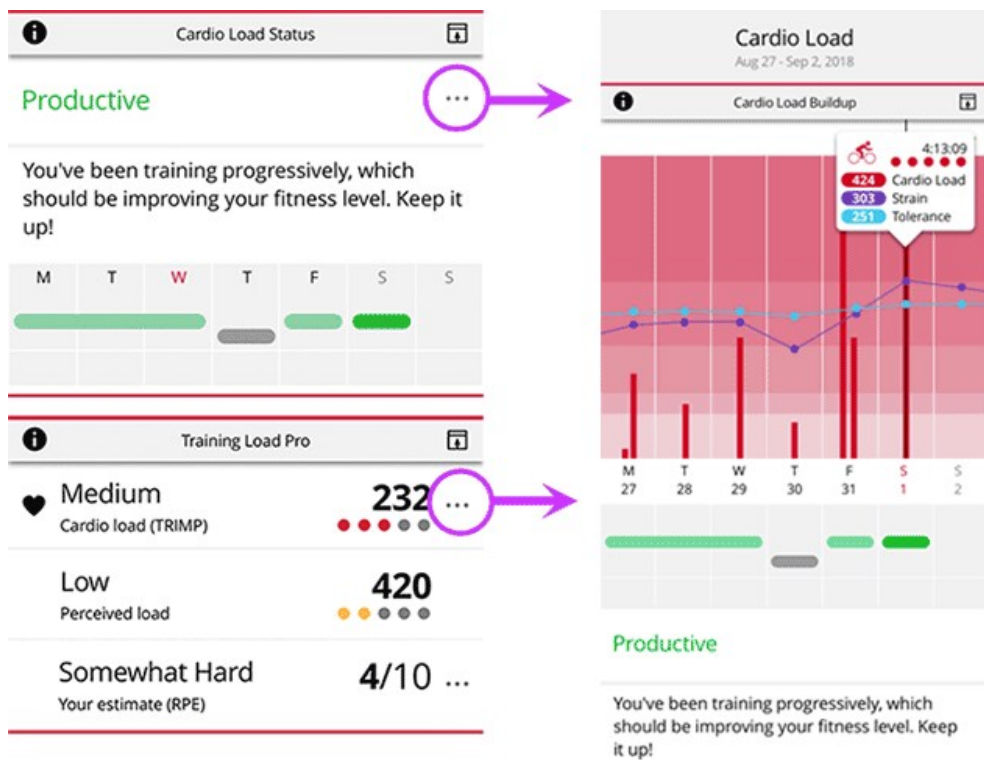 Cardio Load Status
Productive
...
You've been training progressively, which
should be improving your fitness level. Keep it
up!
M T W T F S S
Training Load Pro
Medium 232 ...
Cardio load (TRIMP)
Low 420
Perceived load
Somewhat Hard 4/10 ...
Your estimate (RPE)
Cardio Load
Aug 27 - Sep 2, 2018
Cardio Load Buildup
4:13:09
424 Cardio Load
303 Strain
251 Tolerance
M T W T F S S
27 28 29 30 31 1 2
Productive
You've been training progressively, which
should be improving your fitness level. Keep
it up!